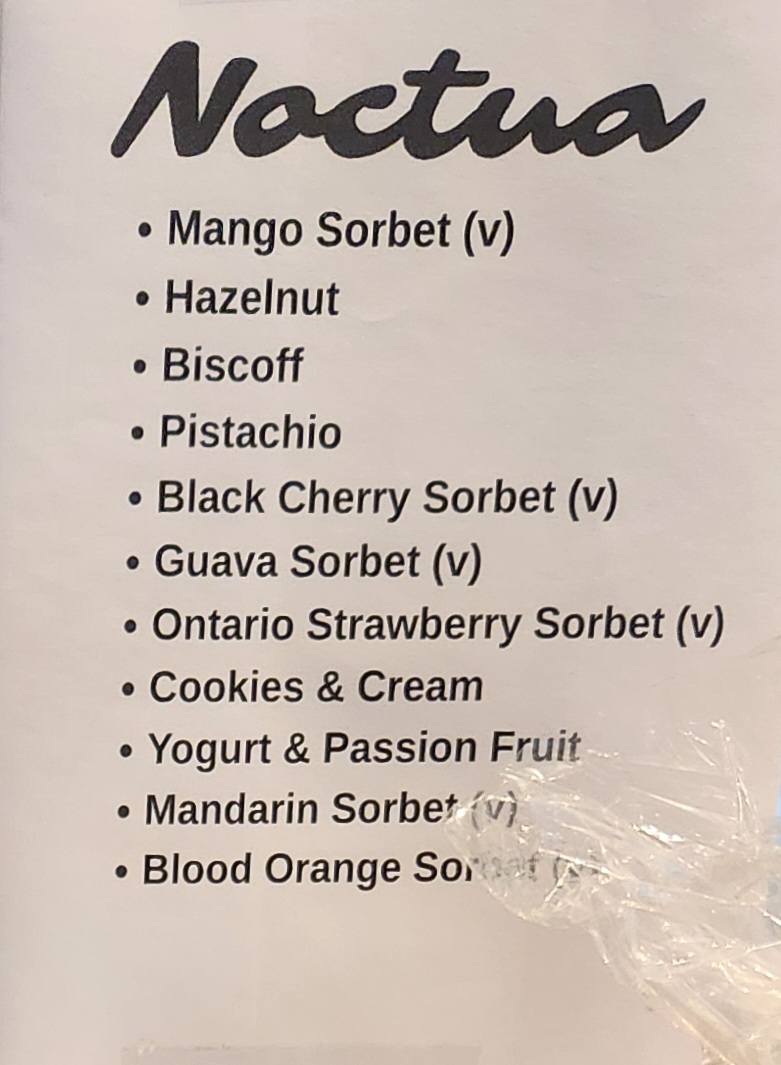 Noctua
• Mango Sorbet (v)
• Hazelnut
• Biscoff
• Pistachio
• Black Cherry Sorbet (v)
• Guava Sorbet (v)
• Ontario Strawberry Sorbet (v)
• Cookies & Cream
• Yogurt & Passion Fruit
• Mandarin Sorbet (v)
• Blood Orange Sorbet (v)